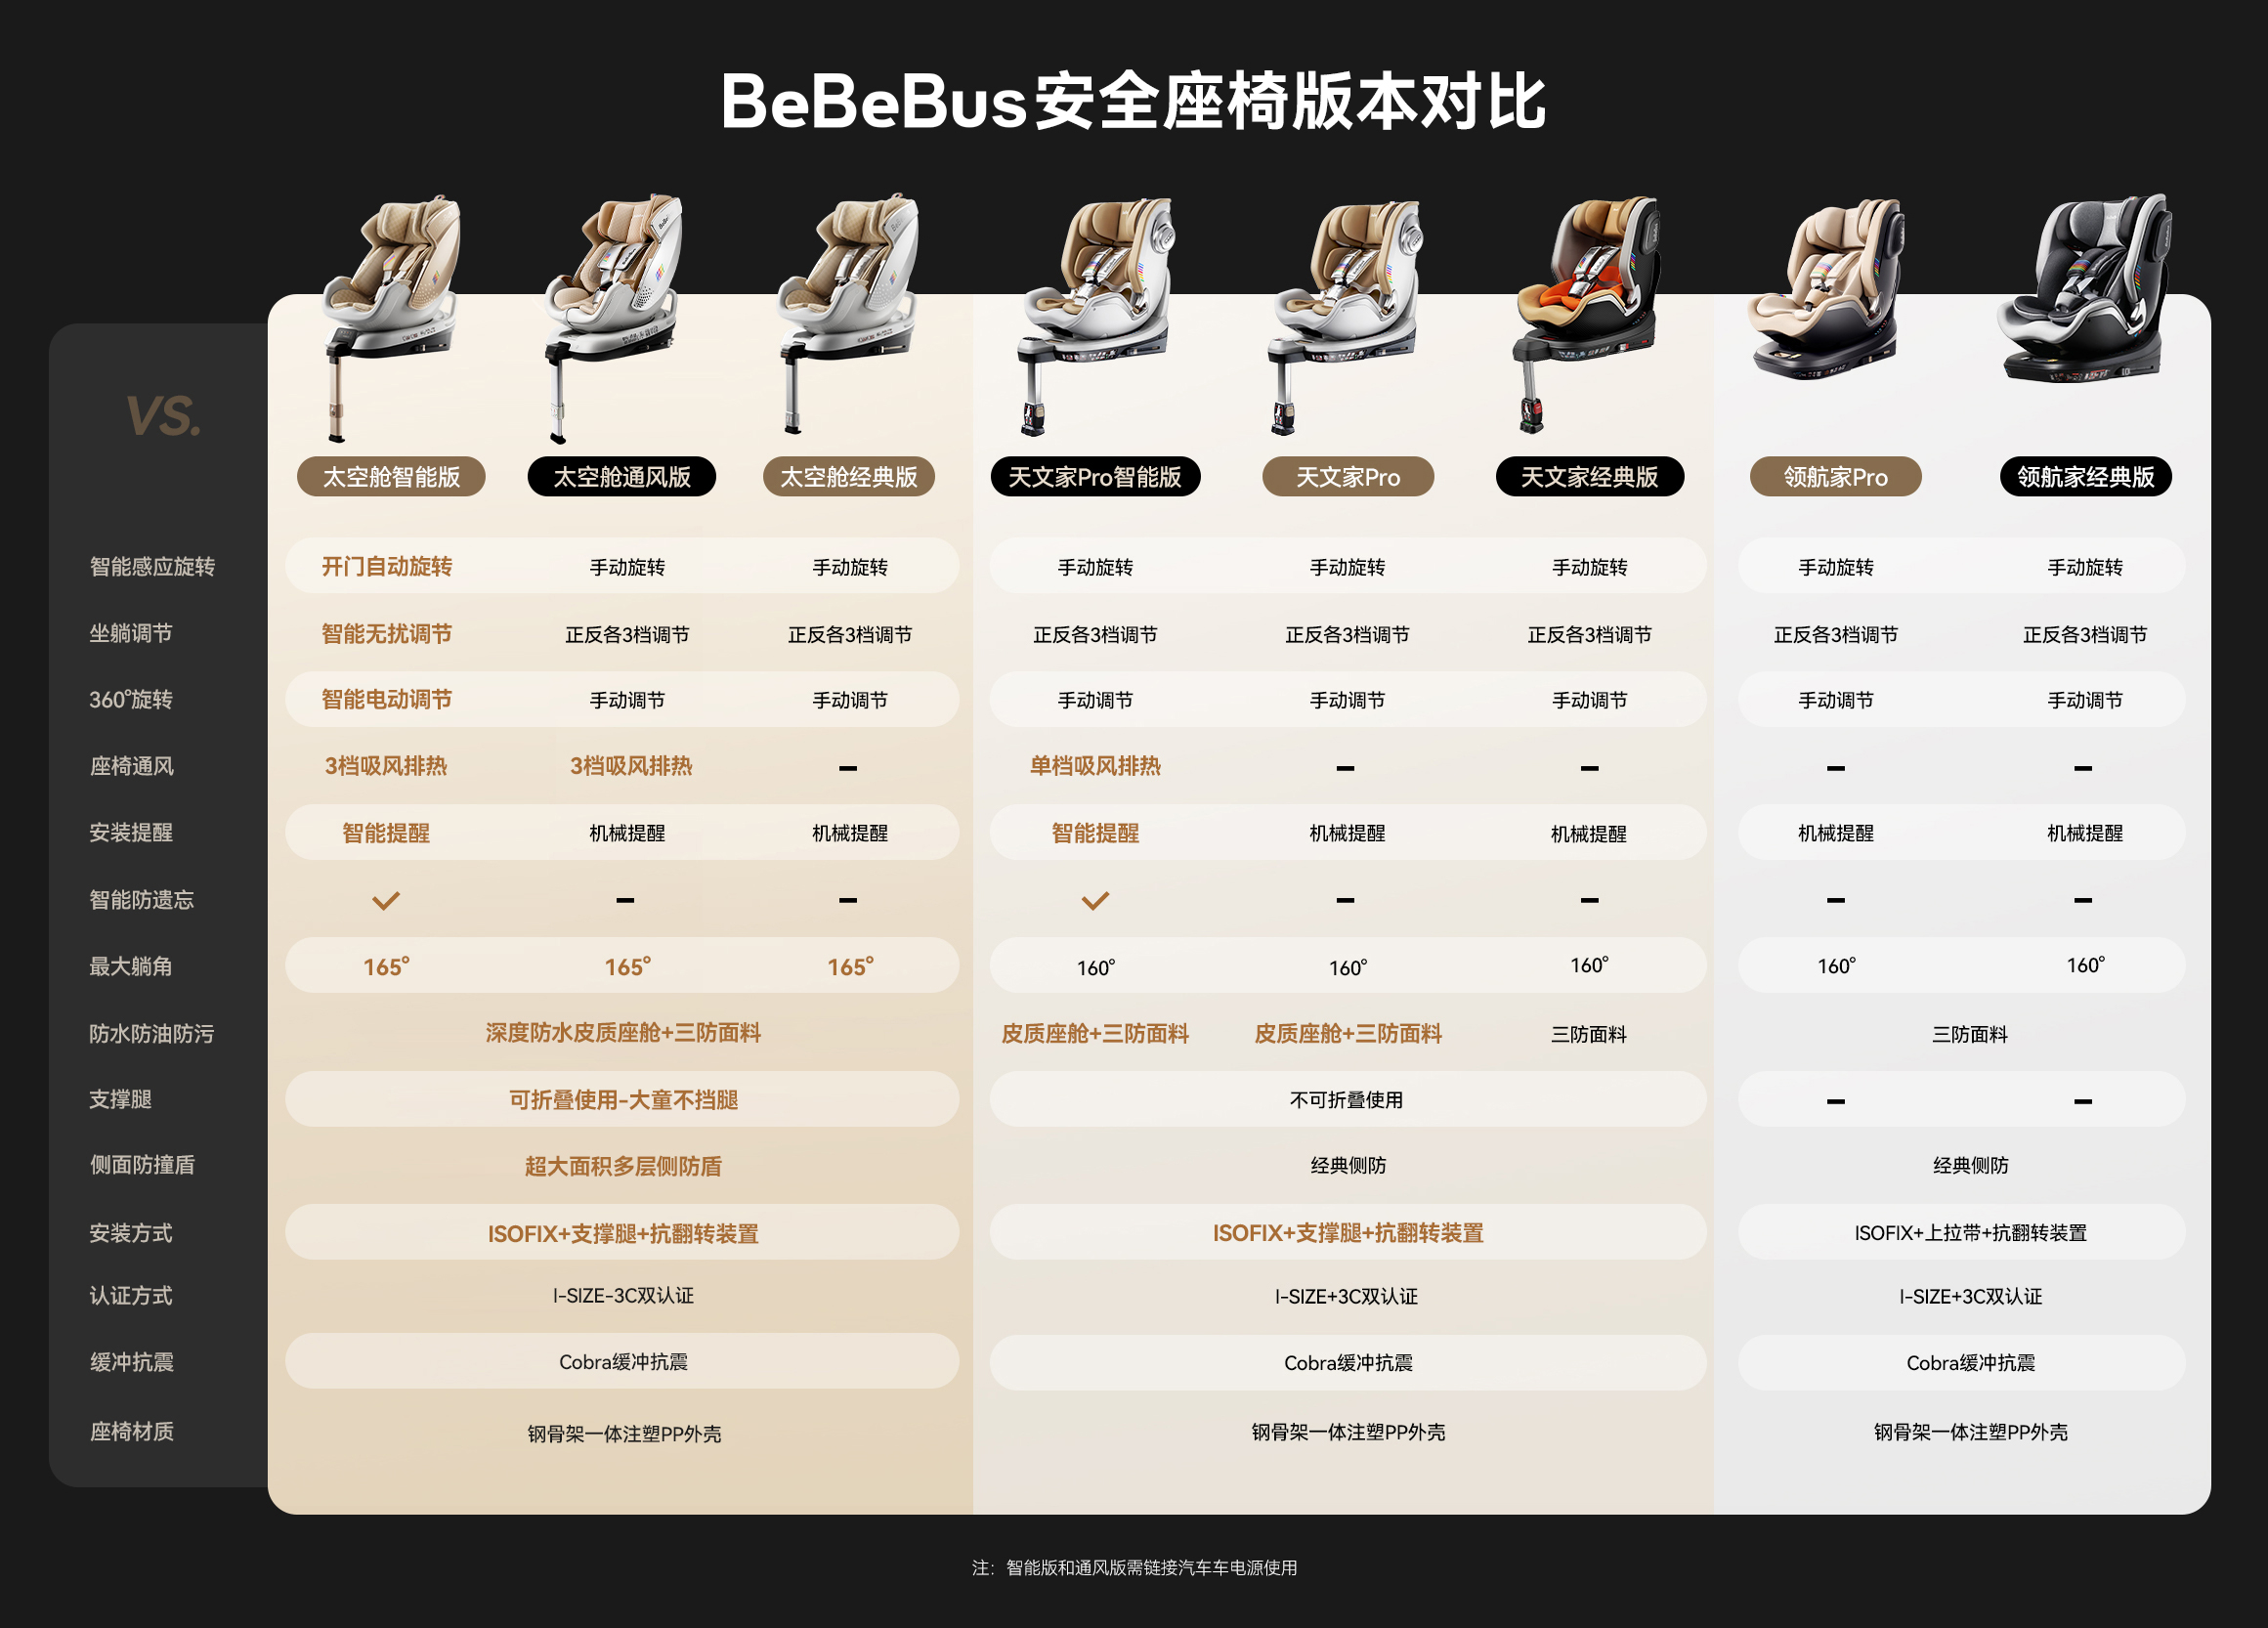 BeBeBus安全座椅版本对比
VS.
太空舱智能版 太空舱通风版 太空舱经典版 天文家Pro智能版 天文家Pro 天文家经典版 领航家Pro 领航家经典版
智能感应旋转 开门自动旋转 手动旋转 手动旋转 手动旋转 手动旋转 手动旋转 手动旋转 手动旋转
坐躺调节 智能无扰调节 正反各3档调节 正反各3档调节 正反各3档调节 正反各3档调节 正反各3档调节 正反各3档调节 正反各3档调节
360°旋转 智能电动调节 手动调节 手动调节 手动调节 手动调节 手动调节 手动调节 手动调节
座椅通风 3档吸风排热 3档吸风排热 – 单档吸风排热 – – – –
安装提醒 智能提醒 机械提醒 机械提醒 智能提醒 机械提醒 机械提醒 机械提醒 机械提醒
智能防遗忘 ✓ – – ✓ – – – –
最大躺角 165° 165° 165° 160° 160° 160° 160° 160°
防水防油防污 深度防水皮质座舱+三防面料 皮质座舱+三防面料 皮质座舱+三防面料 三防面料 三防面料
支撑腿 可折叠使用-大童不挡腿 不可折叠使用 – –
侧面防撞盾 超大面积多层侧防盾 经典侧防 经典侧防
安装方式 ISOFIX+支撑腿+抗翻转装置 ISOFIX+支撑腿+抗翻转装置 ISOFIX+上拉带+抗翻转装置
认证方式 I-SIZE-3C双认证 I-SIZE+3C双认证 I-SIZE+3C双认证
缓冲抗震 Cobra缓冲抗震 Cobra缓冲抗震 Cobra缓冲抗震
座椅材质 钢骨架一体注塑PP外壳 钢骨架一体注塑PP外壳 钢骨架一体注塑PP外壳
注：智能版和通风版需链接汽车车电源使用